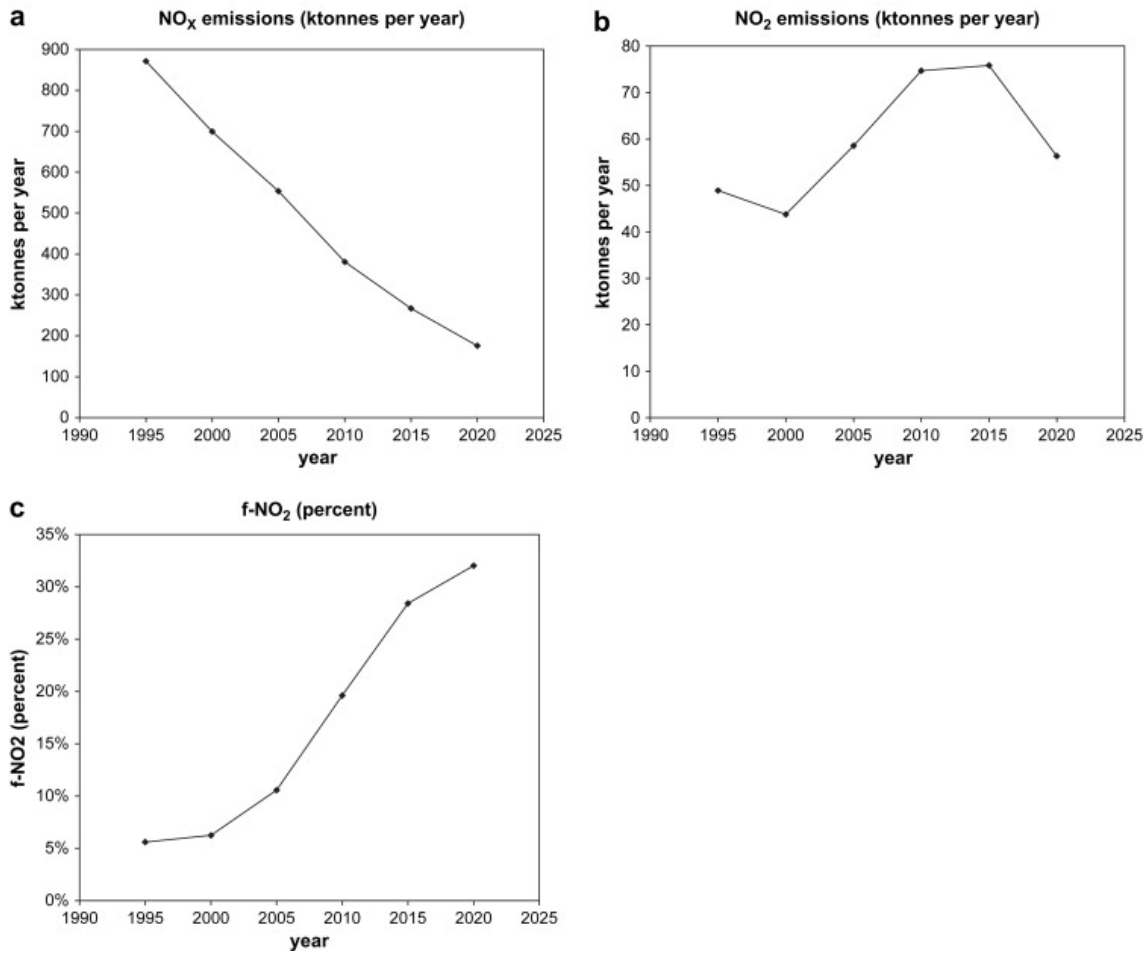 a
NOX emissions (ktonnes per year)
900
800
700
600
500
400
300
200
100
0
ktonnes per year
1990 1995 2000 2005 2010 2015 2020 2025
year
b
NO2 emissions (ktonnes per year)
80
70
60
50
40
30
20
10
0
ktonnes per year
1990 1995 2000 2005 2010 2015 2020 2025
year
c
f-NO2 (percent)
35%
30%
25%
20%
15%
10%
5%
0%
f-NO2 (percent)
1990 1995 2000 2005 2010 2015 2020 2025
year